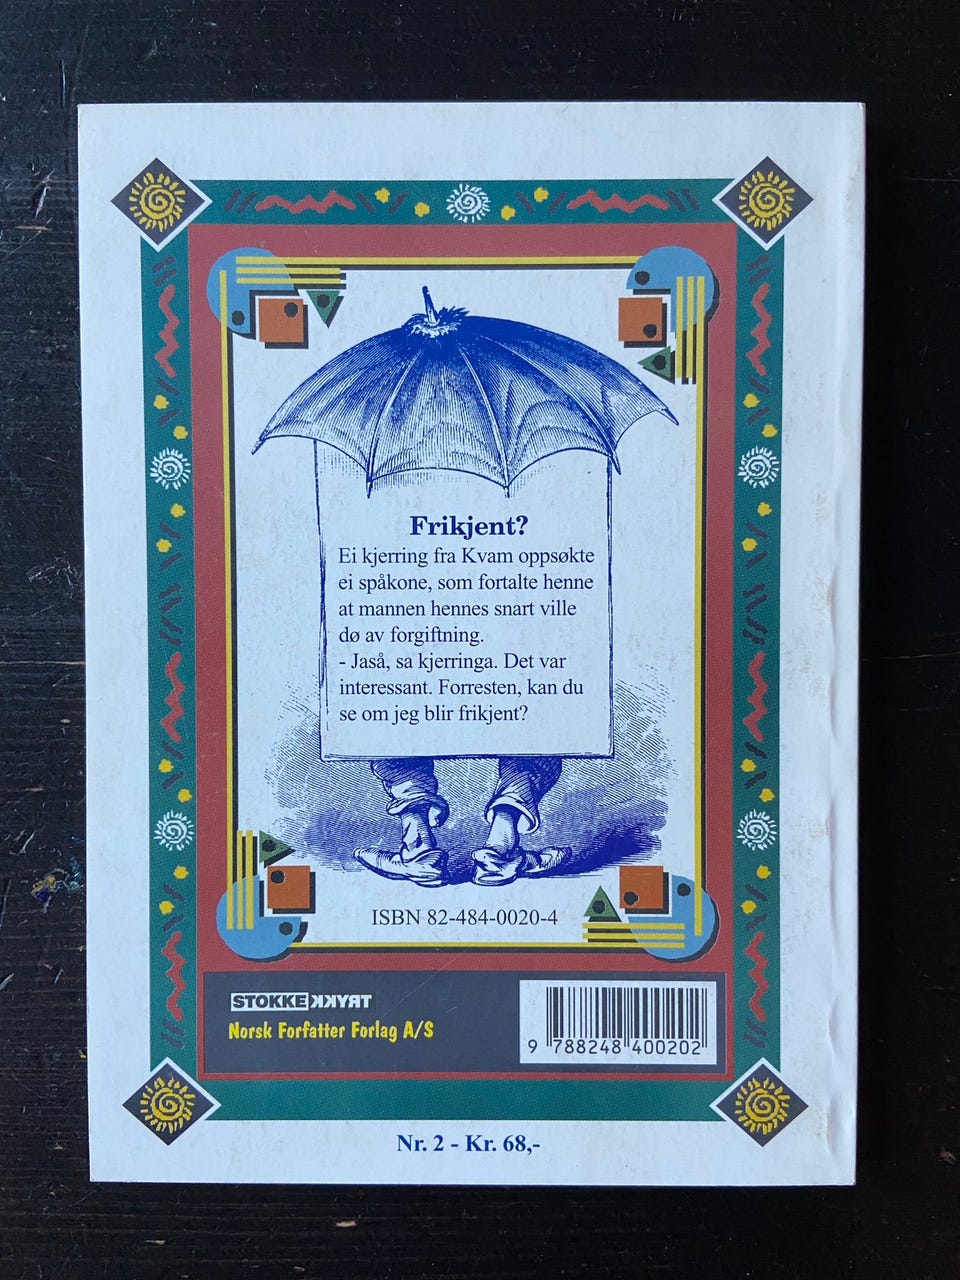 Frikjent?
Ei kjerring fra Kvam oppsøkte
ei spåkone, som fortalte henne
at mannen hennes snart ville
dø av forgiftning.
- Jaså, sa kjerringa. Det var
interessant. Forresten, kan du
se om jeg blir frikjent?
ISBN 82-484-0020-4
STOKKE TRYKK
Norsk Forfatter Forlag A/S
9 788248 400202
Nr. 2 - Kr. 68,-